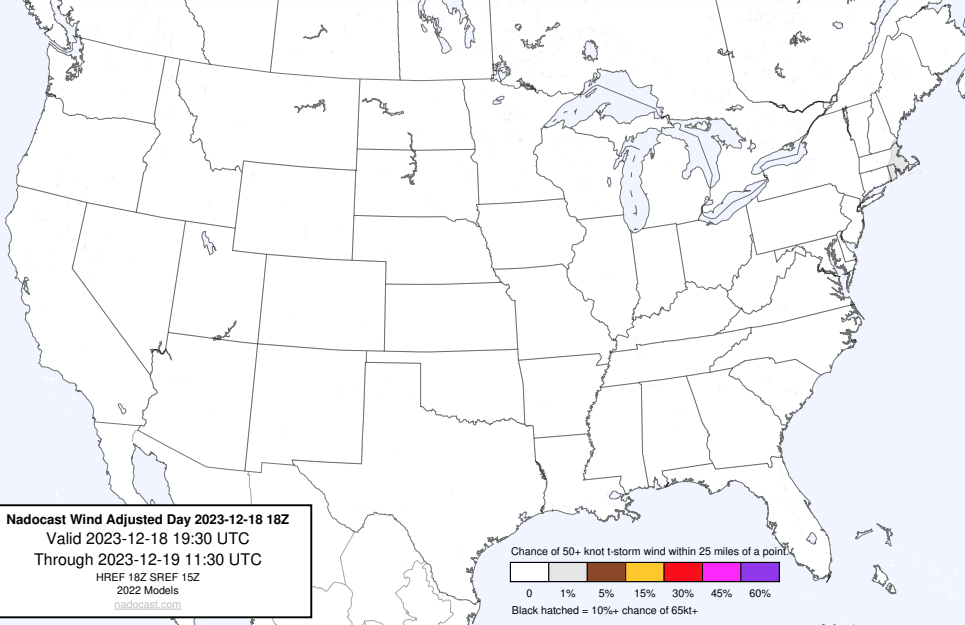 Nadocast Wind Adjusted Day 2023-12-18 18Z
Valid 2023-12-18 19:30 UTC
Through 2023-12-19 11:30 UTC
HREF 18Z SREF 15Z
2022 Models
nadocast.com
Chance of 50+ knot t-storm wind within 25 miles of a point.
0 1% 5% 15% 30% 45% 60%
Black hatched = 10%+ chance of 65kt+